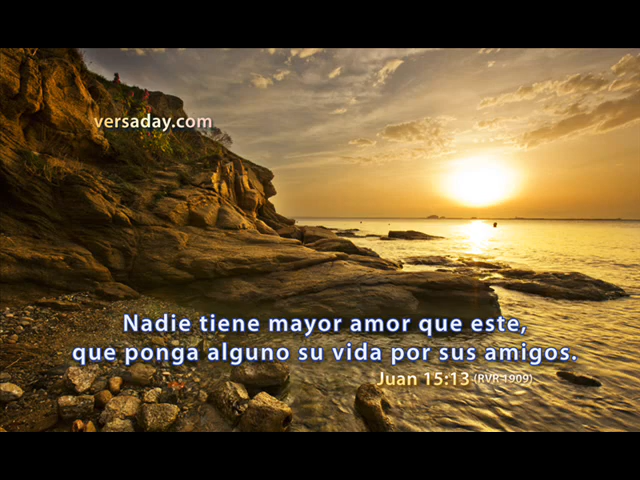 versaday.com
Nadie tiene mayor amor que este,
que ponga alguno su vida por sus amigos.
Juan 15:13 (RVR 1909)